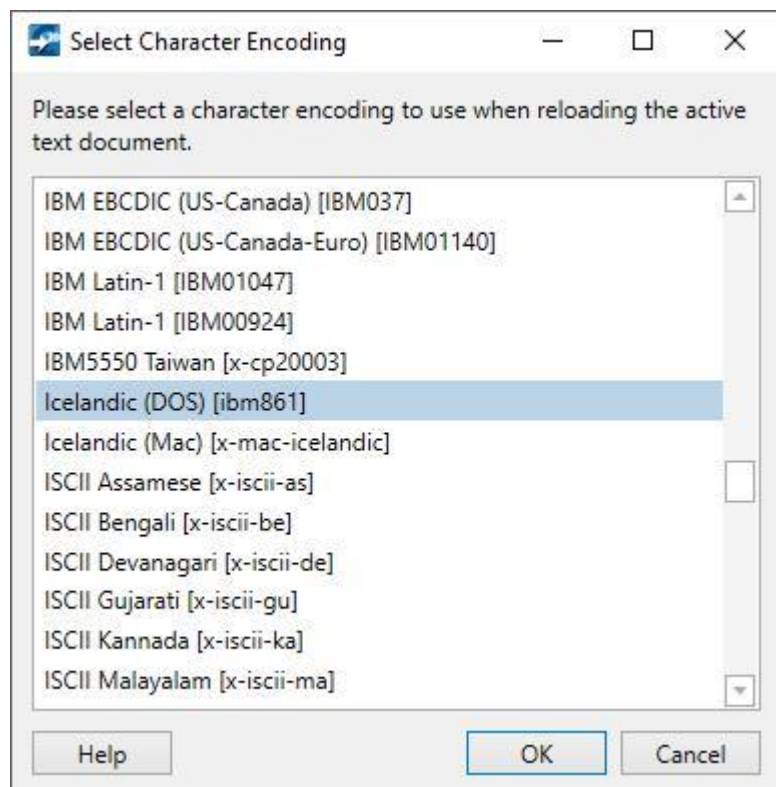 Select Character Encoding
Please select a character encoding to use when reloading the active
text document.
IBM EBCDIC (US-Canada) [IBM037]
IBM EBCDIC (US-Canada-Euro) [IBM01140]
IBM Latin-1 [IBM01047]
IBM Latin-1 [IBM00924]
IBM5550 Taiwan [x-cp20003]
Icelandic (DOS) [ibm861]
Icelandic (Mac) [x-mac-icelandic]
ISCII Assamese [x-iscii-as]
ISCII Bengali [x-iscii-be]
ISCII Devanagari [x-iscii-de]
ISCII Gujarati [x-iscii-gu]
ISCII Kannada [x-iscii-ka]
ISCII Malayalam [x-iscii-ma]
Help OK Cancel